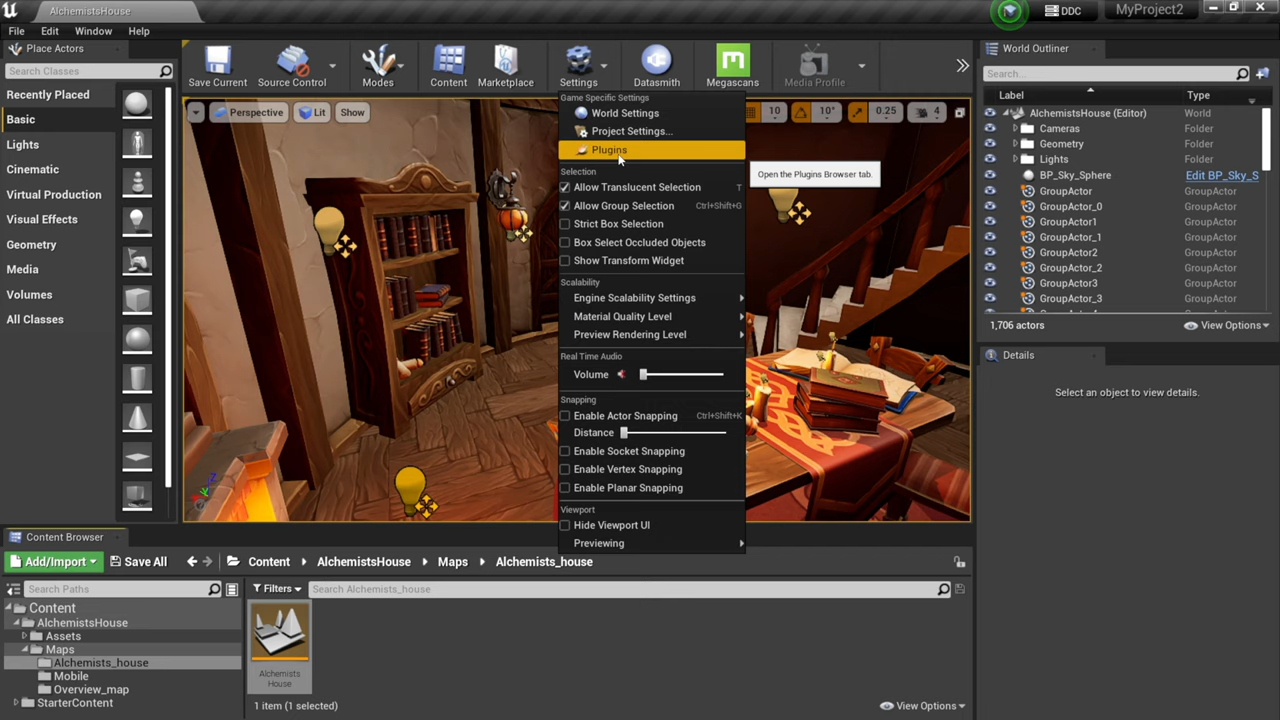 AlchemistsHouse
DDC
MyProject2
File
Edit
Window
Help
Place Actors
Search Classes
Recently Placed
Basic
Lights
Cinematic
Virtual Production
Visual Effects
Geometry
Media
Volumes
All Classes
Save Current
Source Control
Modes
Content
Marketplace
Settings
Datasmith
Megascans
Media Profile
Perspective
Lit
Show
10
10°
0.25
4
Game Specific Settings
World Settings
Project Settings...
Plugins
Open the Plugins Browser tab.
Selection
Allow Translucent Selection T
Allow Group Selection Ctrl+Shift+G
Strict Box Selection
Box Select Occluded Objects
Show Transform Widget
Scalability
Engine Scalability Settings
Material Quality Level
Preview Rendering Level
Real Time Audio
Volume
Snapping
Enable Actor Snapping Ctrl+Shift+K
Distance
Enable Socket Snapping
Enable Vertex Snapping
Enable Planar Snapping
Viewport
Hide Viewport UI
Previewing
World Outliner
Search...
Label Type
AlchemistsHouse (Editor) World
Cameras Folder
Geometry Folder
Lights Folder
BP_Sky_Sphere Edit BP_Sky_S
GroupActor GroupActor
GroupActor_0 GroupActor
GroupActor1 GroupActor
GroupActor_1 GroupActor
GroupActor2 GroupActor
GroupActor_2 GroupActor
GroupActor3 GroupActor
GroupActor_3 GroupActor
1,706 actors
View Options
Details
Select an object to view details.
Content Browser
Add/Import
Save All
Content
AlchemistsHouse
Maps
Alchemists_house
Search Paths
Filters
Search Alchemists_house
Content
AlchemistsHouse
Assets
Maps
Alchemists_house
Mobile
Overview_map
StarterContent
Alchemists
House
1 item (1 selected)
View Options